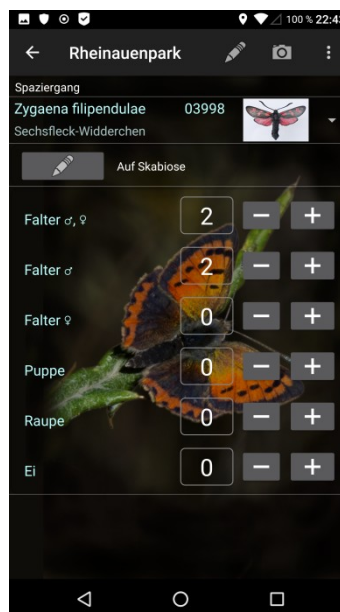 100 % 22:43
Rheinauenpark
Spaziergang
Zygaena filipendulae 03998
Sechsfleck-Widderchen
Auf Skabiose
Falter ♂, ♀ 2 − +
Falter ♂ 2 − +
Falter ♀ 0 − +
Puppe 0 − +
Raupe 0 − +
Ei 0 − +